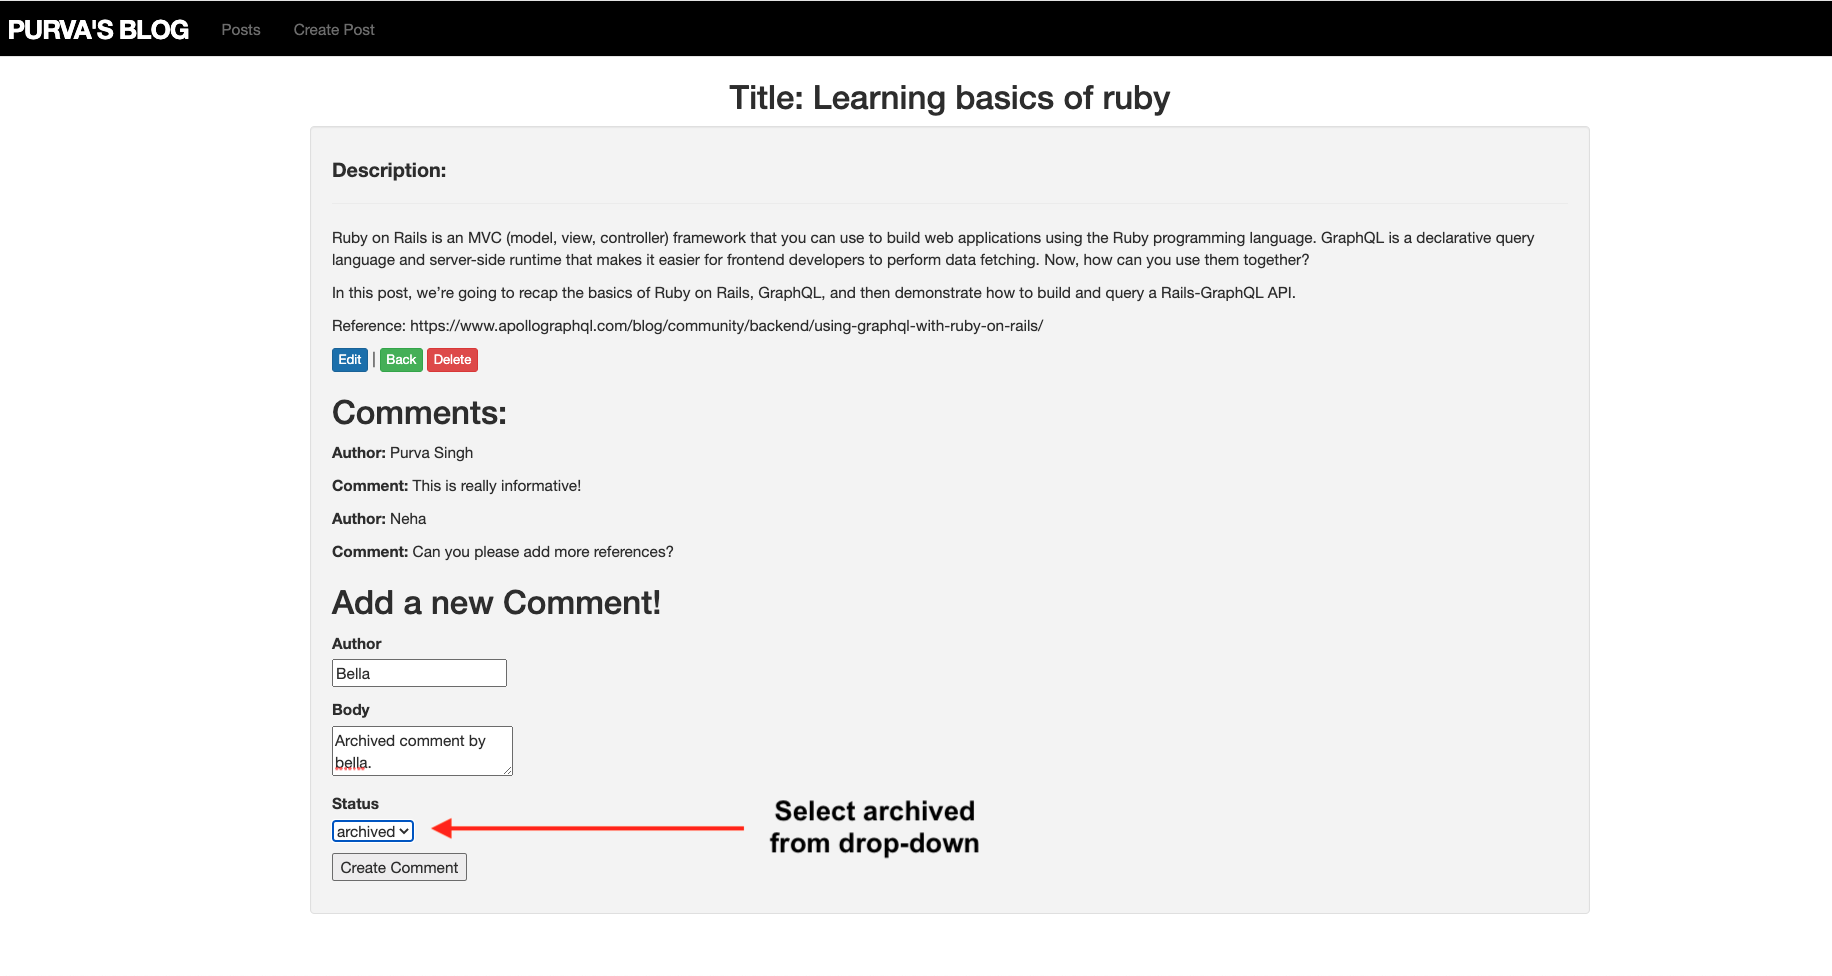 PURVA'S BLOG Posts Create Post
Title: Learning basics of ruby
Description:
Ruby on Rails is an MVC (model, view, controller) framework that you can use to build web applications using the Ruby programming language. GraphQL is a declarative query
language and server-side runtime that makes it easier for frontend developers to perform data fetching. Now, how can you use them together?
In this post, we’re going to recap the basics of Ruby on Rails, GraphQL, and then demonstrate how to build and query a Rails-GraphQL API.
Reference: https://www.apollographql.com/blog/community/backend/using-graphql-with-ruby-on-rails/
Edit | Back Delete
Comments:
Author: Purva Singh
Comment: This is really informative!
Author: Neha
Comment: Can you please add more references?
Add a new Comment!
Author
Bella
Body
Archived comment by
bella.
Status
archived
Select archived
from drop-down
Create Comment